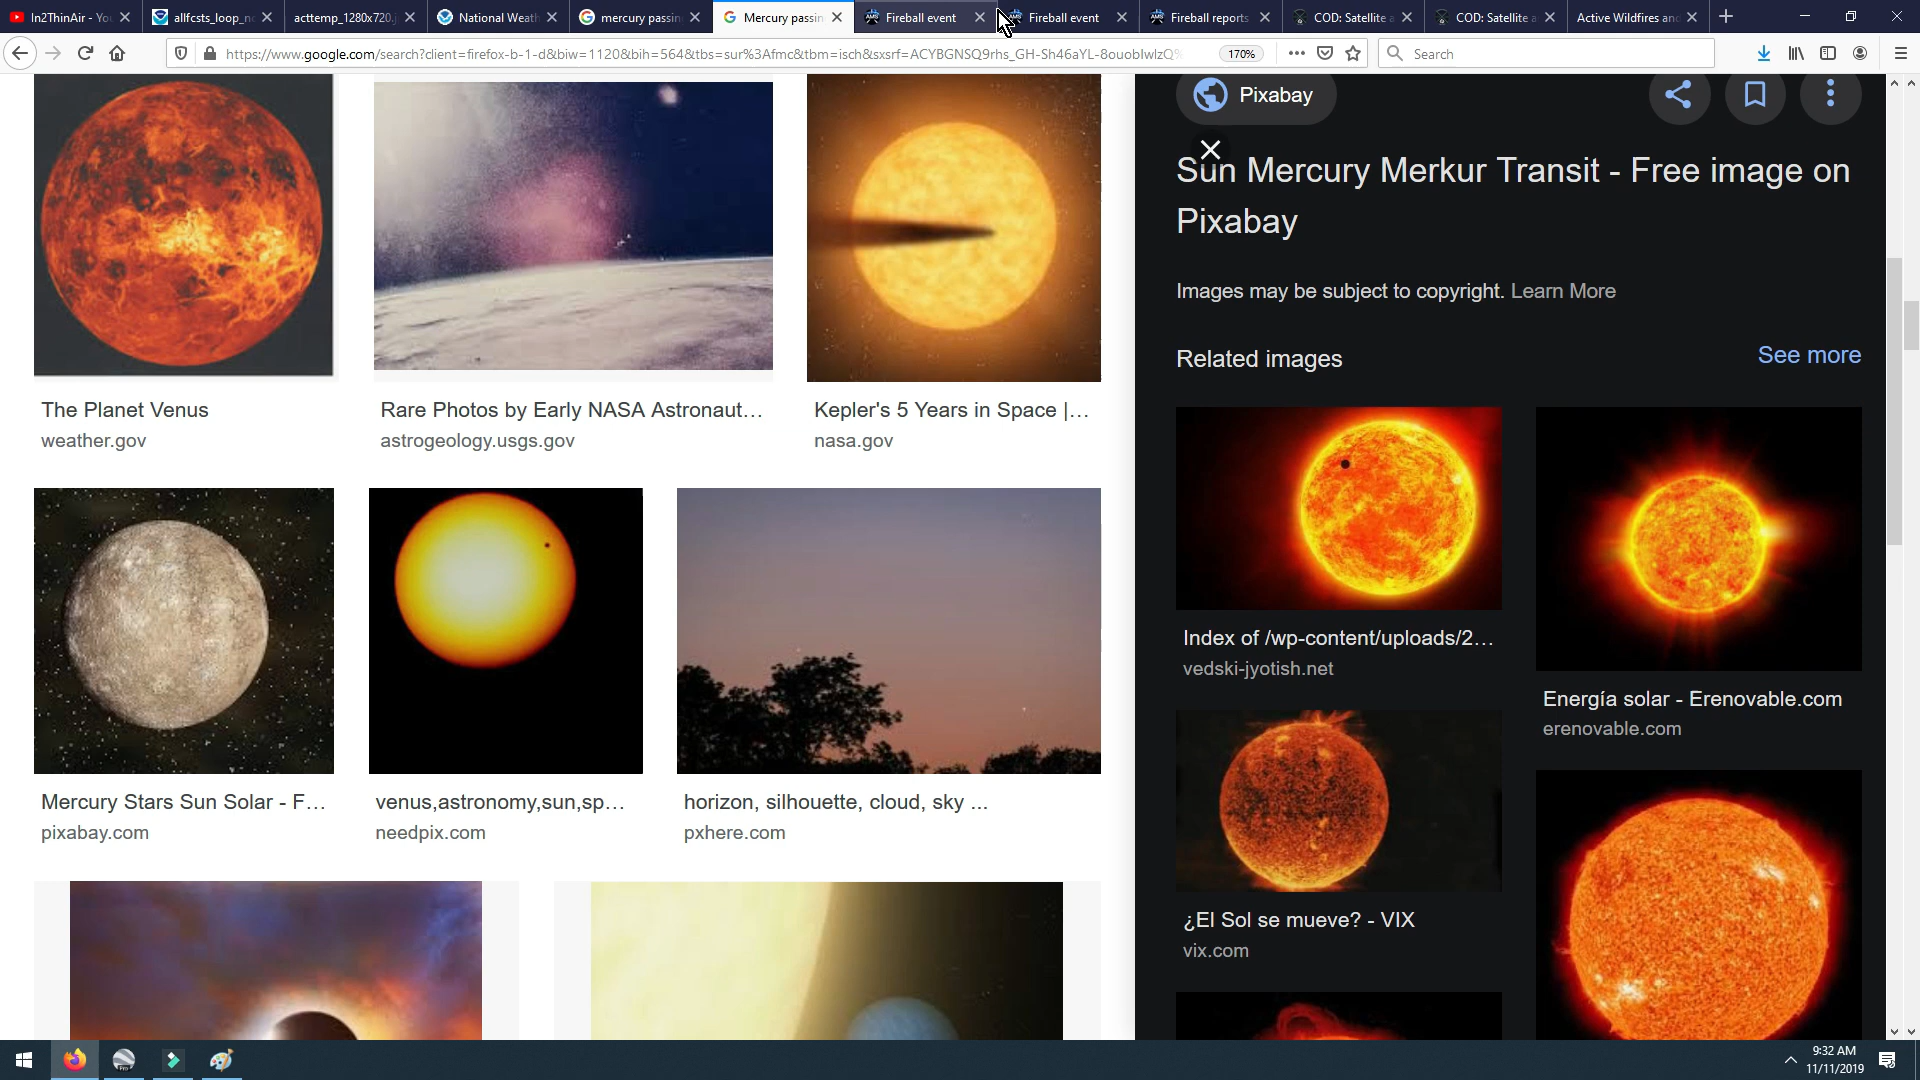 In2ThinAir - Yo
allfcsts_loop_n
acttemp_1280x720.
National Weath
mercury passin
Mercury passin
Fireball event
Fireball event
Fireball reports
COD: Satellite a
COD: Satellite a
Active Wildfires an
https://www.google.com/search?client=firefox-b-1-d&biw=1120&bih=564&tbs=sur%3Afmc&tbm=isch&sxsrf=
170%
Search
Pixabay
Sun Mercury Merkur Transit - Free image on
Pixabay
Images may be subject to copyright. Learn More
Related images
See more
The Planet Venus
weather.gov
Rare Photos by Early NASA Astronaut...
astrogeology.usgs.gov
Kepler's 5 Years in Space |...
nasa.gov
Index of /wp-content/uploads/2...
vedski-jyotish.net
Energía solar - Erenovable.com
erenovable.com
Mercury Stars Sun Solar - F...
pixabay.com
venus,astronomy,sun,sp...
needpix.com
horizon, silhouette, cloud, sky ...
pxhere.com
¿El Sol se mueve? - VIX
vix.com
9:32 AM
11/11/2019